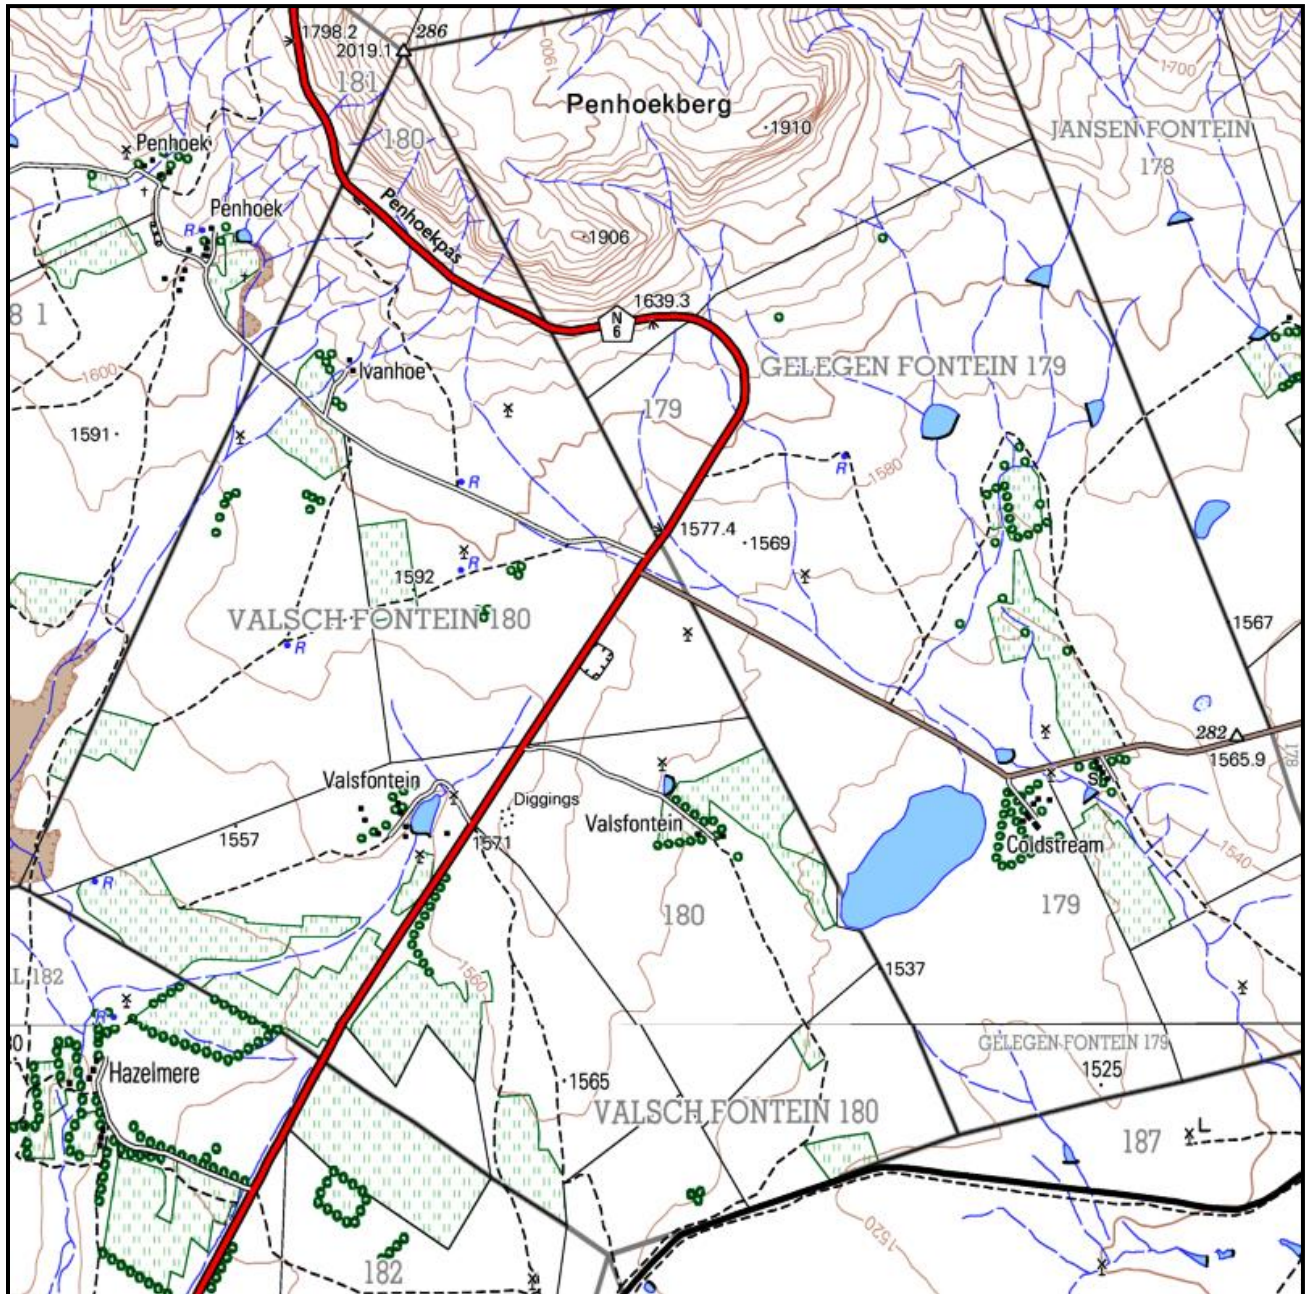 1798.2
286
2019.1
181
1900
1700
Penhoekberg
1910
Penhoek
180
JANSEN FONTEIN
178
Penhoek
R
Penhoekpas
1906
1639.3
8 1
N
6
1600
Ivanhoe
GELEGEN FONTEIN 179
179
1591
R
R
1580
1577.4
1569
R
1592
VALSCH FONTEIN 180
1567
R
282
1565.9
178
Valsfontein
S
Diggings
Valsfontein
1557
1571
Coldstream
1540
R
180
179
1560
1537
L 182
R
GELEGEN FONTEIN 179
Hazelmere
1565
1525
VALSCH FONTEIN 180
L
187
1520
182